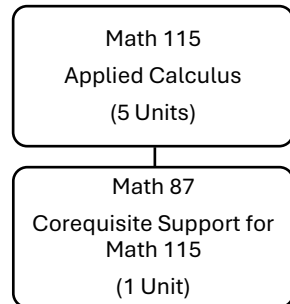 Math 115
Applied Calculus
(5 Units)
Math 87
Corequisite Support for
Math 115
(1 Unit)